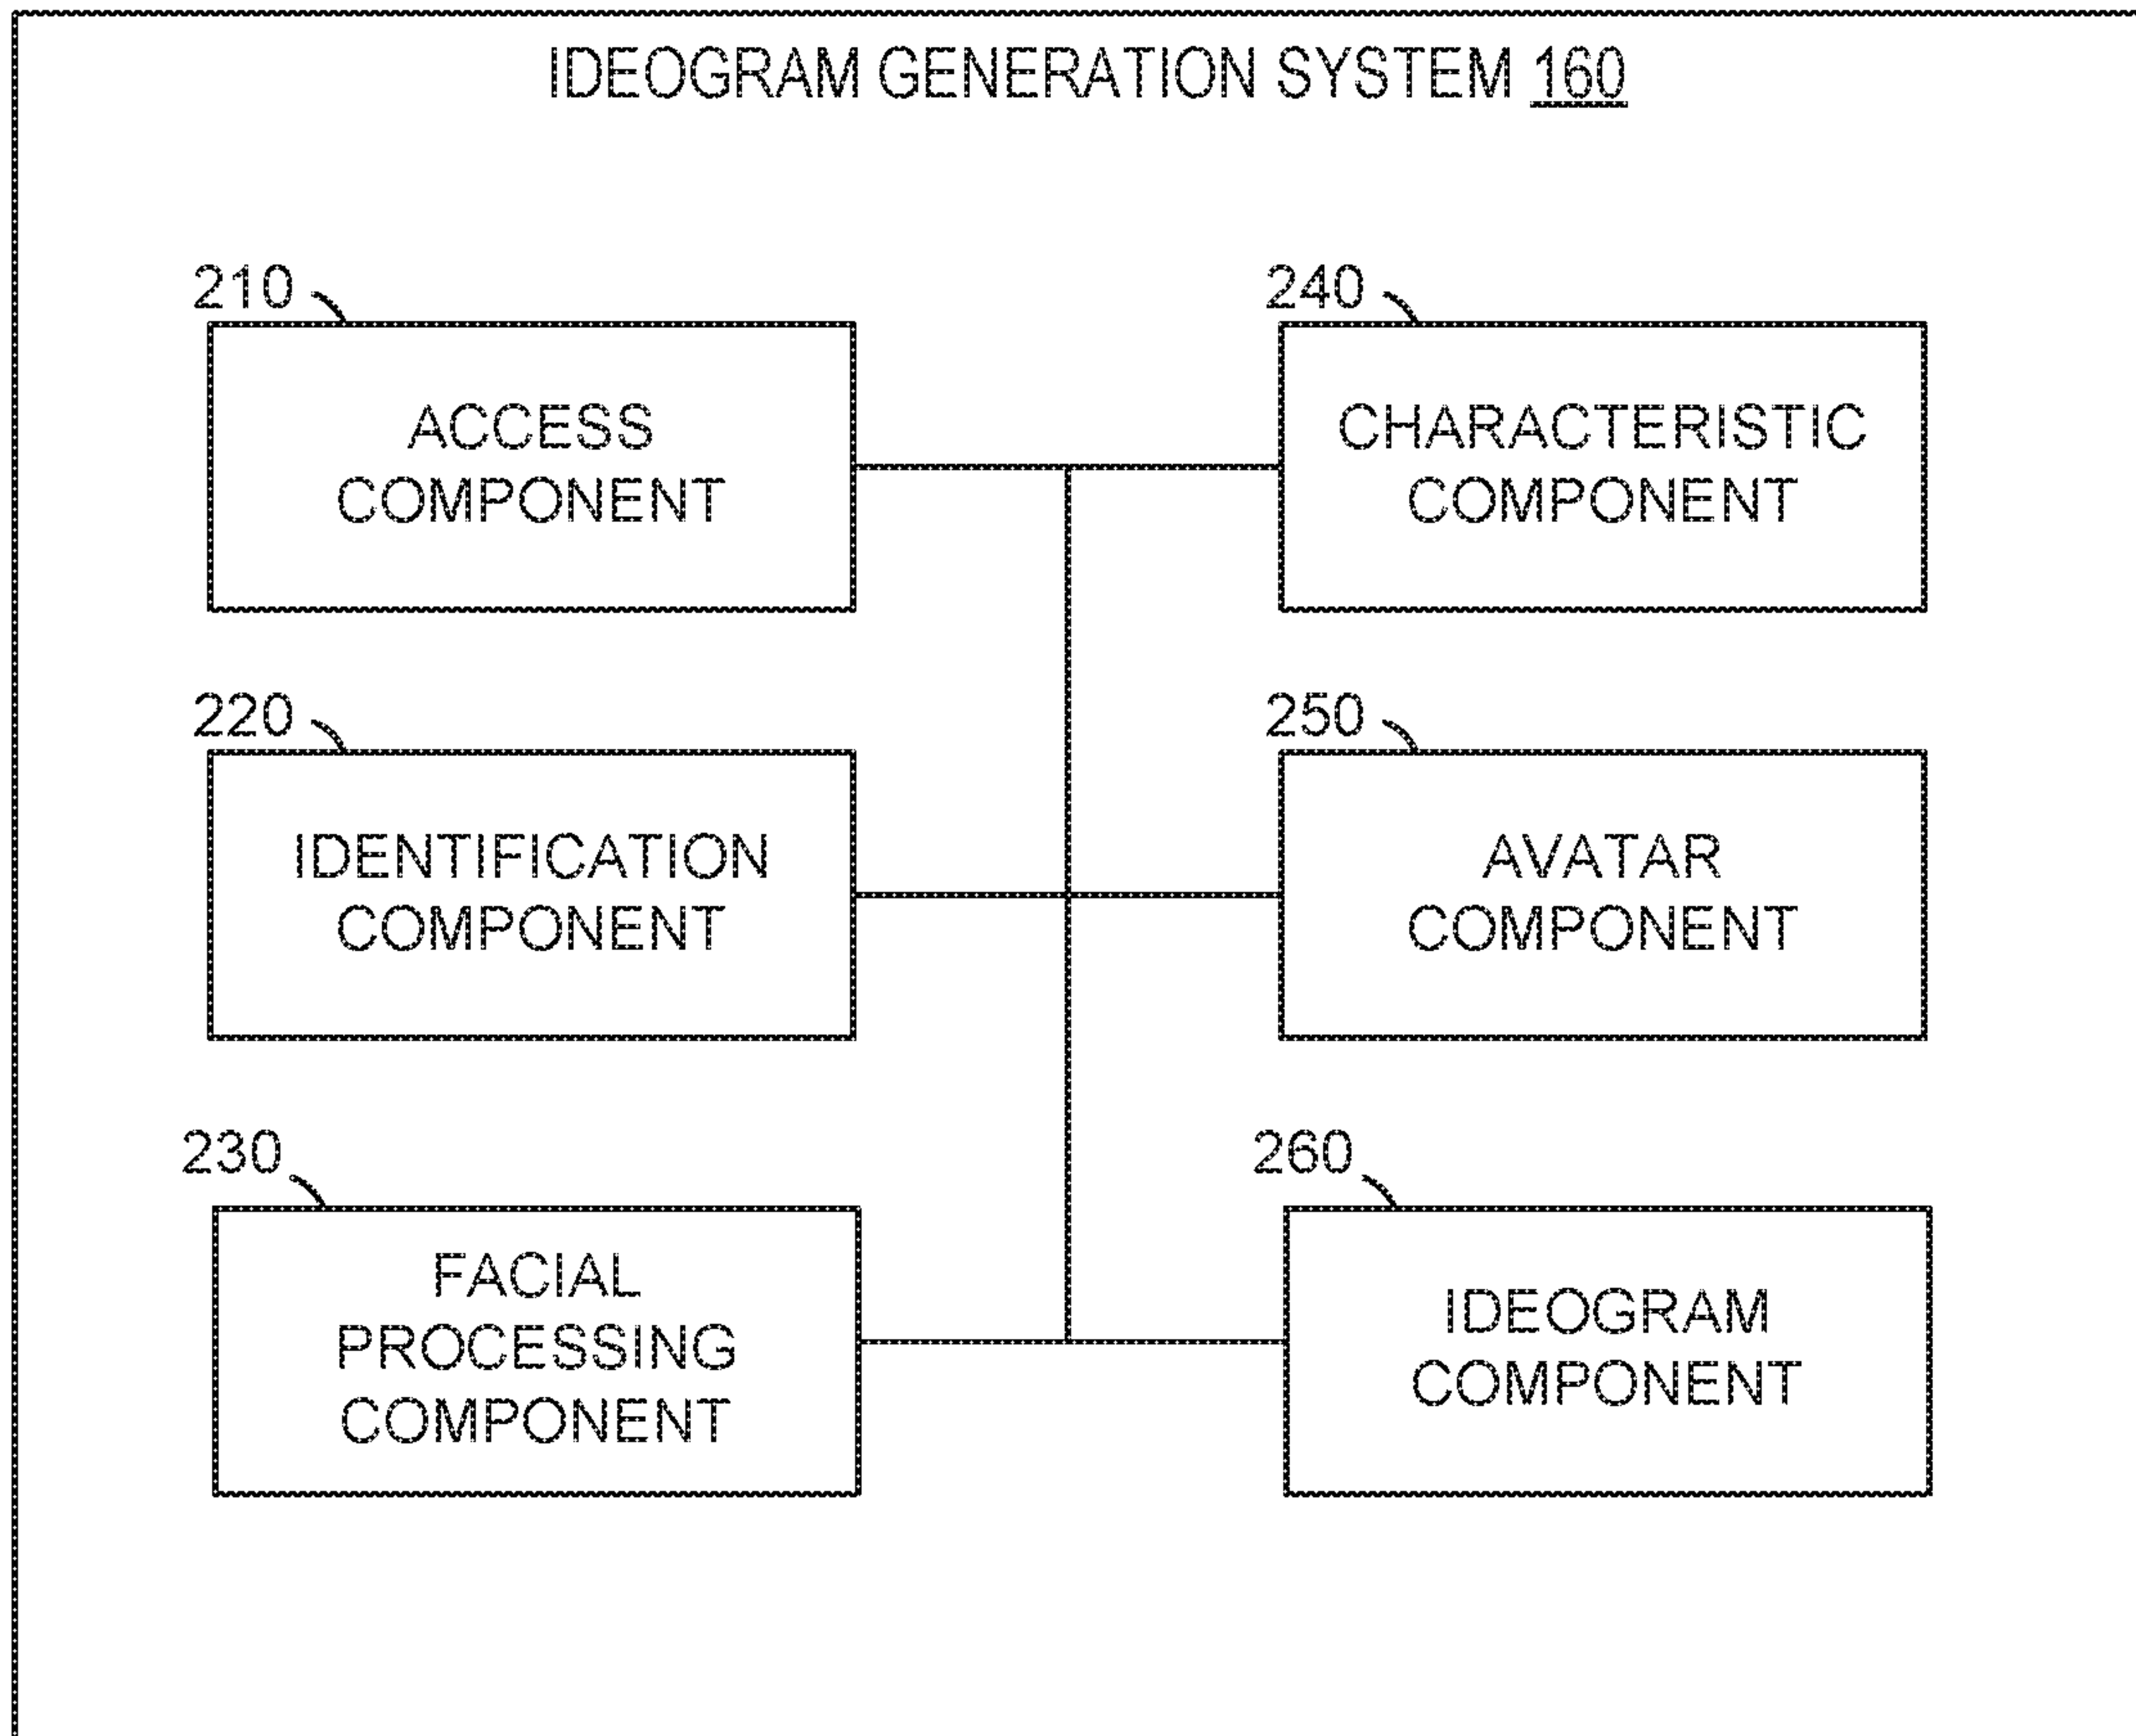 IDEOGRAM GENERATION SYSTEM 160
210
ACCESS
COMPONENT
240
CHARACTERISTIC
COMPONENT
220
IDENTIFICATION
COMPONENT
250
AVATAR
COMPONENT
230
FACIAL
PROCESSING
COMPONENT
260
IDEOGRAM
COMPONENT